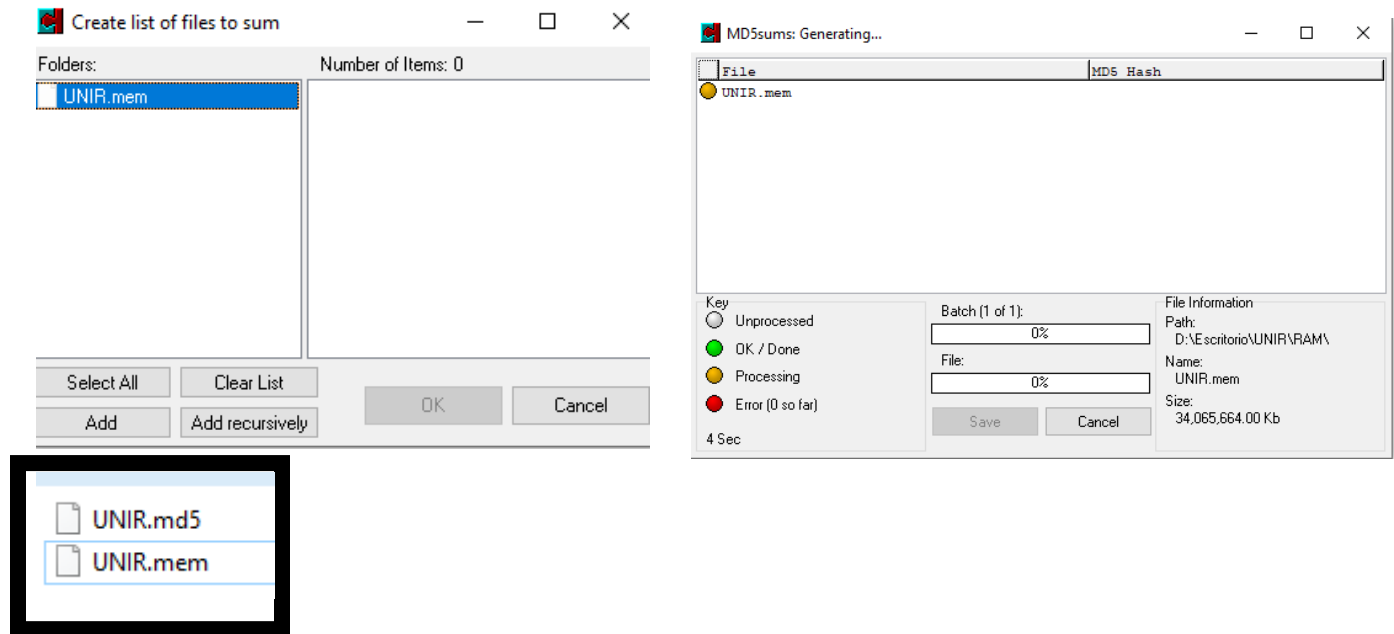 Create list of files to sum
Folders:
Number of Items: 0
UNIR.mem
Select All
Clear List
Add
Add recursively
OK
Cancel
MD5sums: Generating...
File
MD5 Hash
UNIR.mem
Key
Unprocessed
OK / Done
Processing
Error (0 so far)
4 Sec
Batch (1 of 1):
0%
File:
0%
Save
Cancel
File Information
Path:
D:\Escritorio\UNIR\RAM\
Name:
UNIR.mem
Size:
34,065,664.00 Kb
UNIR.md5
UNIR.mem